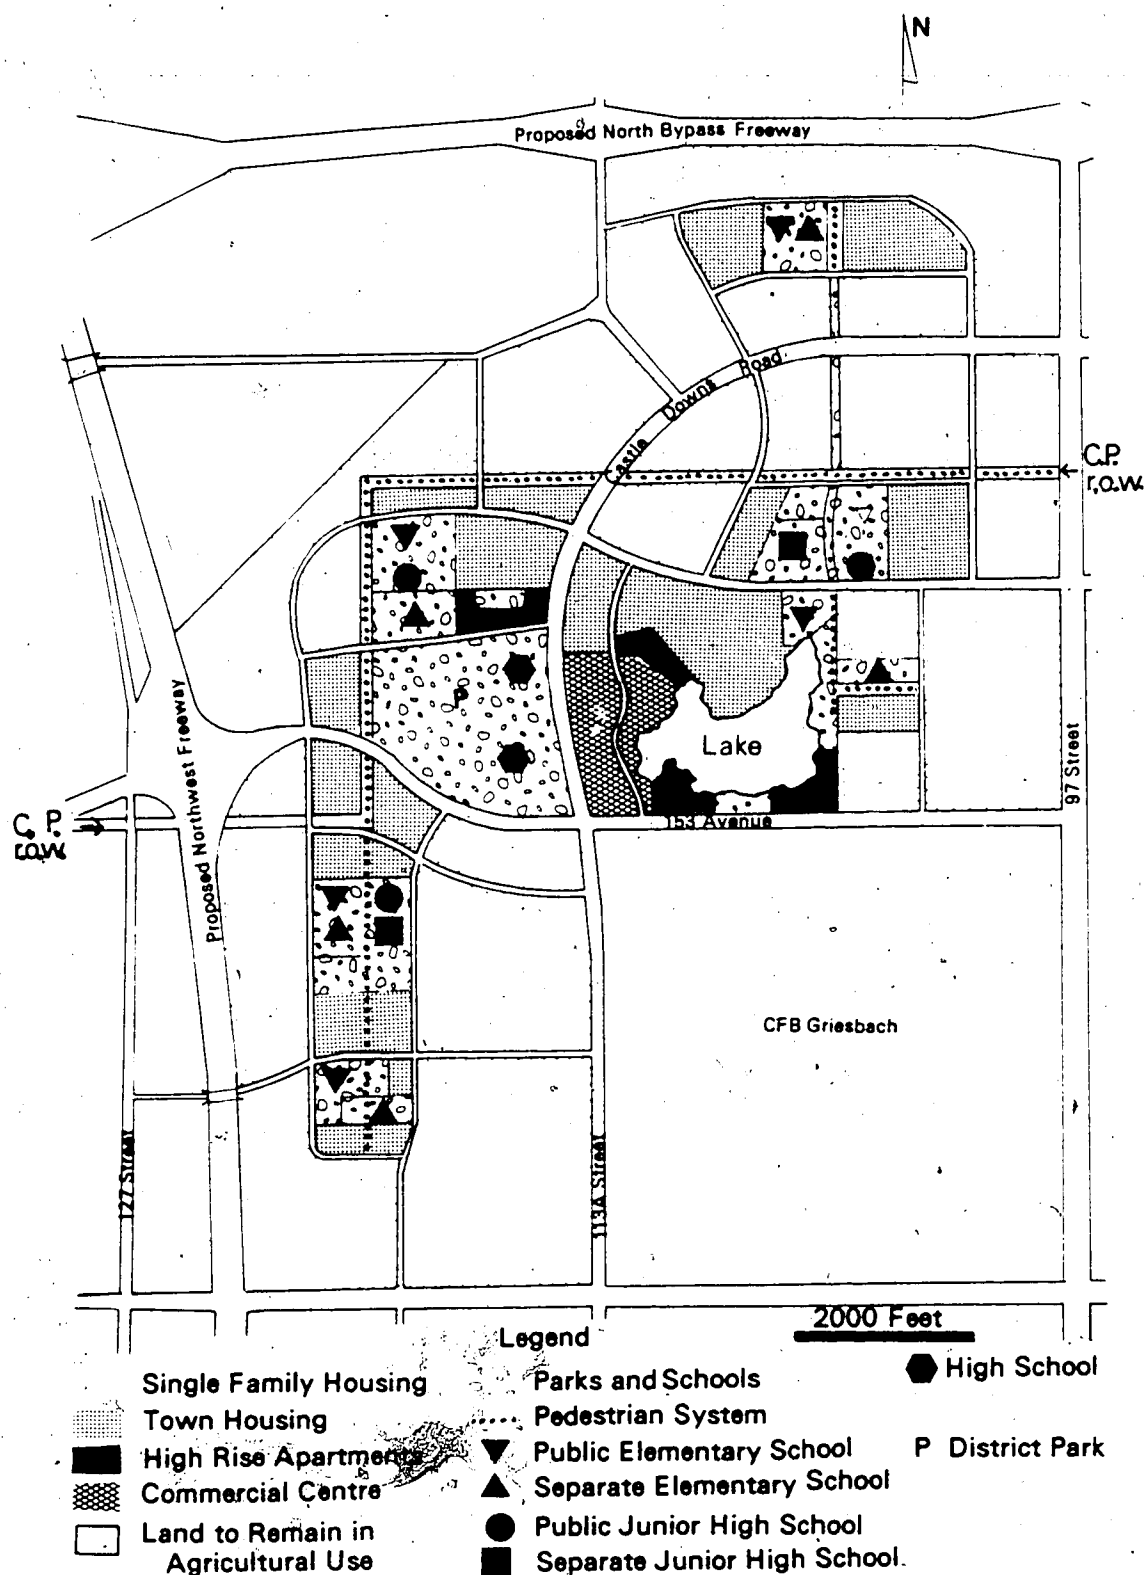 N
Proposed North Bypass Freeway
Castle Downs Road
C.P.
r.o.w.
P
Lake
97 Street
Proposed Northwest Freeway
C.P.
r.o.w.
153 Avenue
CFB Griesbach
127 Street
113A Street
2000 Feet
Legend
Single Family Housing
Town Housing
High Rise Apartments
Commercial Centre
Land to Remain in
Agricultural Use
Parks and Schools
Pedestrian System
Public Elementary School
Separate Elementary School
Public Junior High School
Separate Junior High School.
High School
P District Park